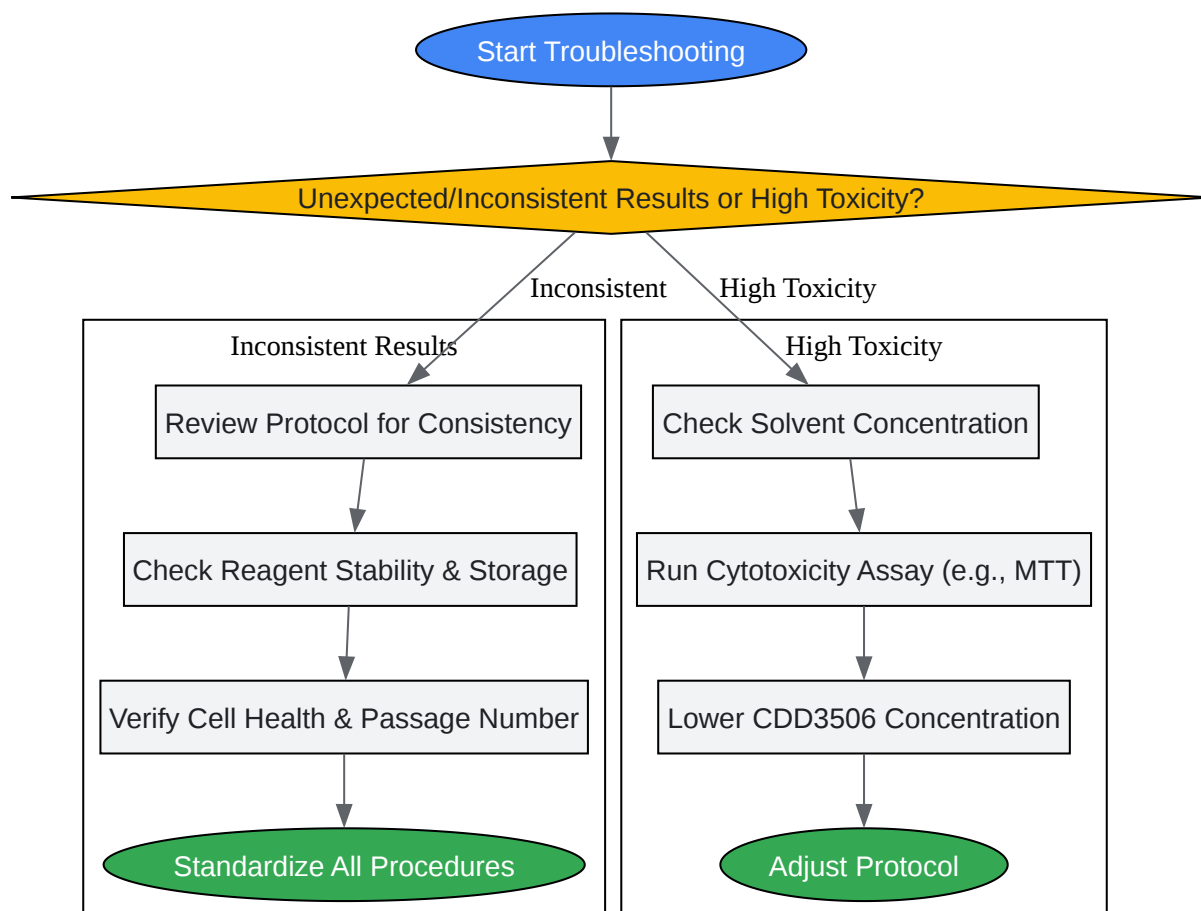 Start Troubleshooting
Unexpected/Inconsistent Results or High Toxicity?
Inconsistent
High Toxicity
Inconsistent Results
Review Protocol for Consistency
Check Reagent Stability & Storage
Verify Cell Health & Passage Number
Standardize All Procedures
High Toxicity
Check Solvent Concentration
Run Cytotoxicity Assay (e.g., MTT)
Lower CDD3506 Concentration
Adjust Protocol